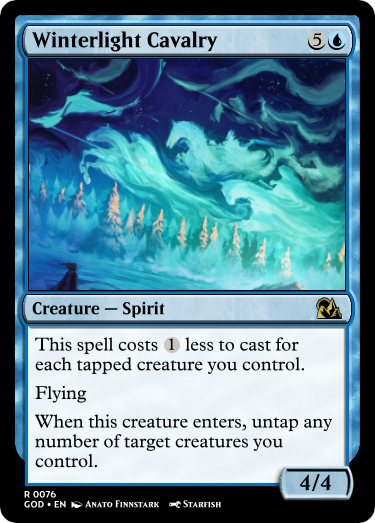 Winterlight Cavalry 5
Creature — Spirit
This spell costs 1 less to cast for
each tapped creature you control.
Flying
When this creature enters, untap any
number of target creatures you
control.
4/4
R 0076
GOD • EN Anato Finnstark Starfish